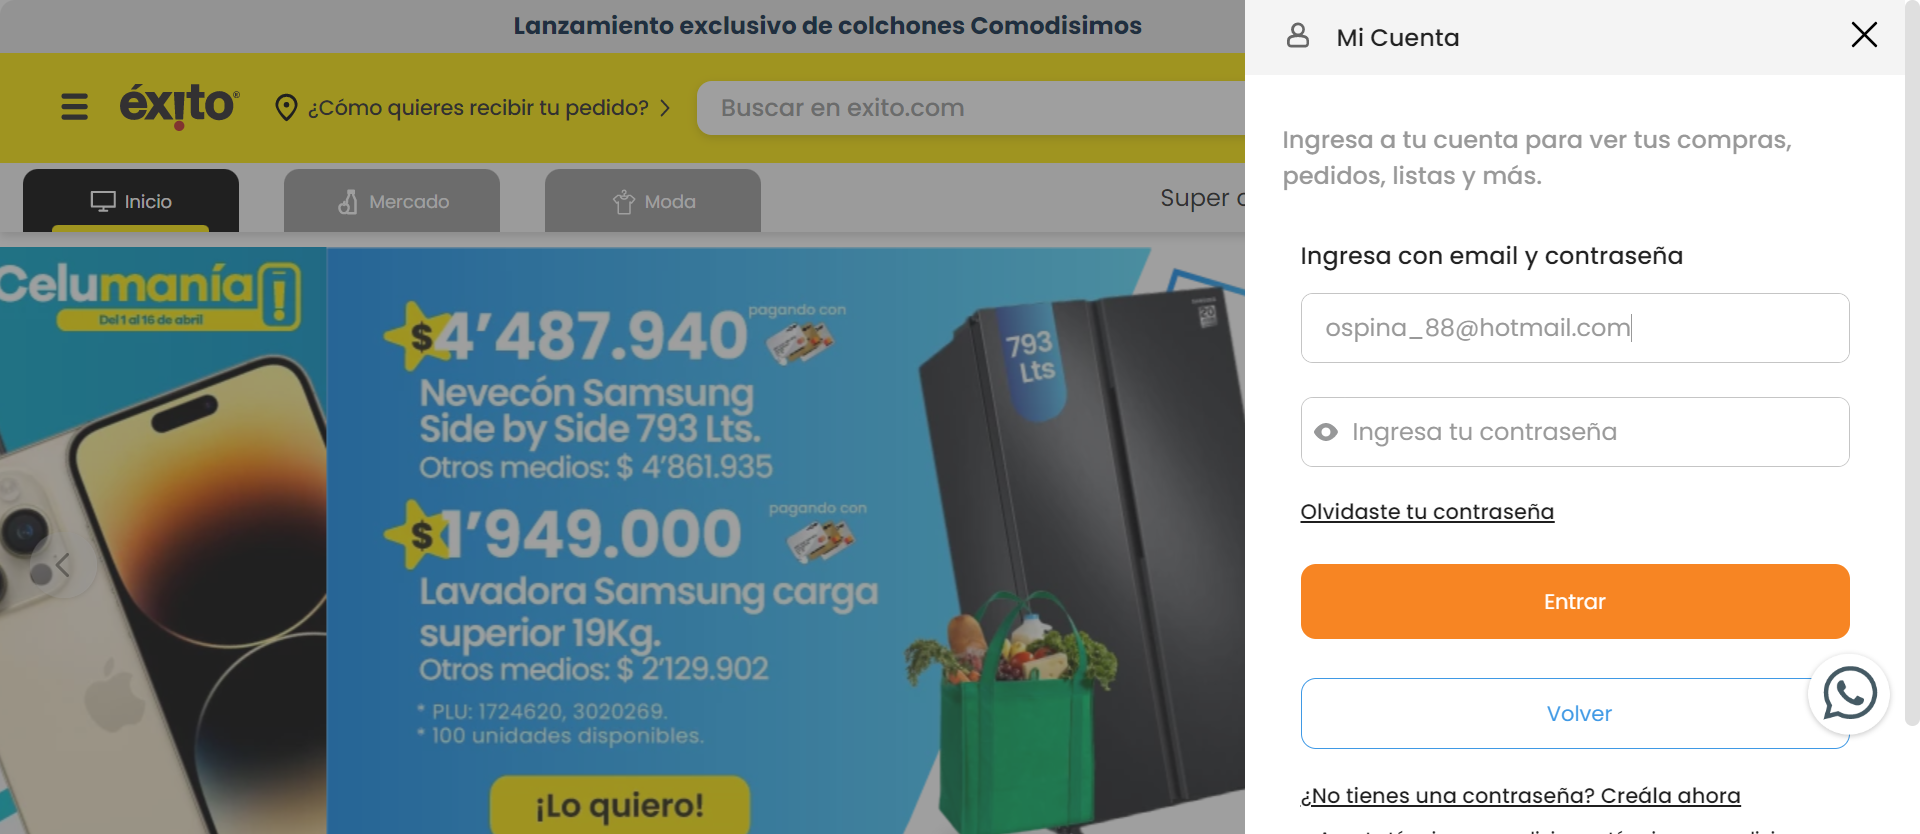 Lanzamiento exclusivo de colchones Comodisimos
éxito
¿Cómo quieres recibir tu pedido?
Buscar en exito.com
Inicio
Mercado
Moda
Super
Celumanía
Del 1 al 16 de abril
$4'487.940
pagando con
Nevecón Samsung
Side by Side 793 Lts.
Otros medios: $ 4'861.935
$1'949.000
pagando con
Lavadora Samsung carga
superior 19Kg.
Otros medios: $ 2'129.902
* PLU: 1724620, 3020269.
* 100 unidades disponibles.
¡Lo quiero!
793
Lts
Mi Cuenta
Ingresa a tu cuenta para ver tus compras,
pedidos, listas y más.
Ingresa con email y contraseña
ospina_88@hotmail.com
Ingresa tu contraseña
Olvidaste tu contraseña
Entrar
Volver
¿No tienes una contraseña? Creála ahora